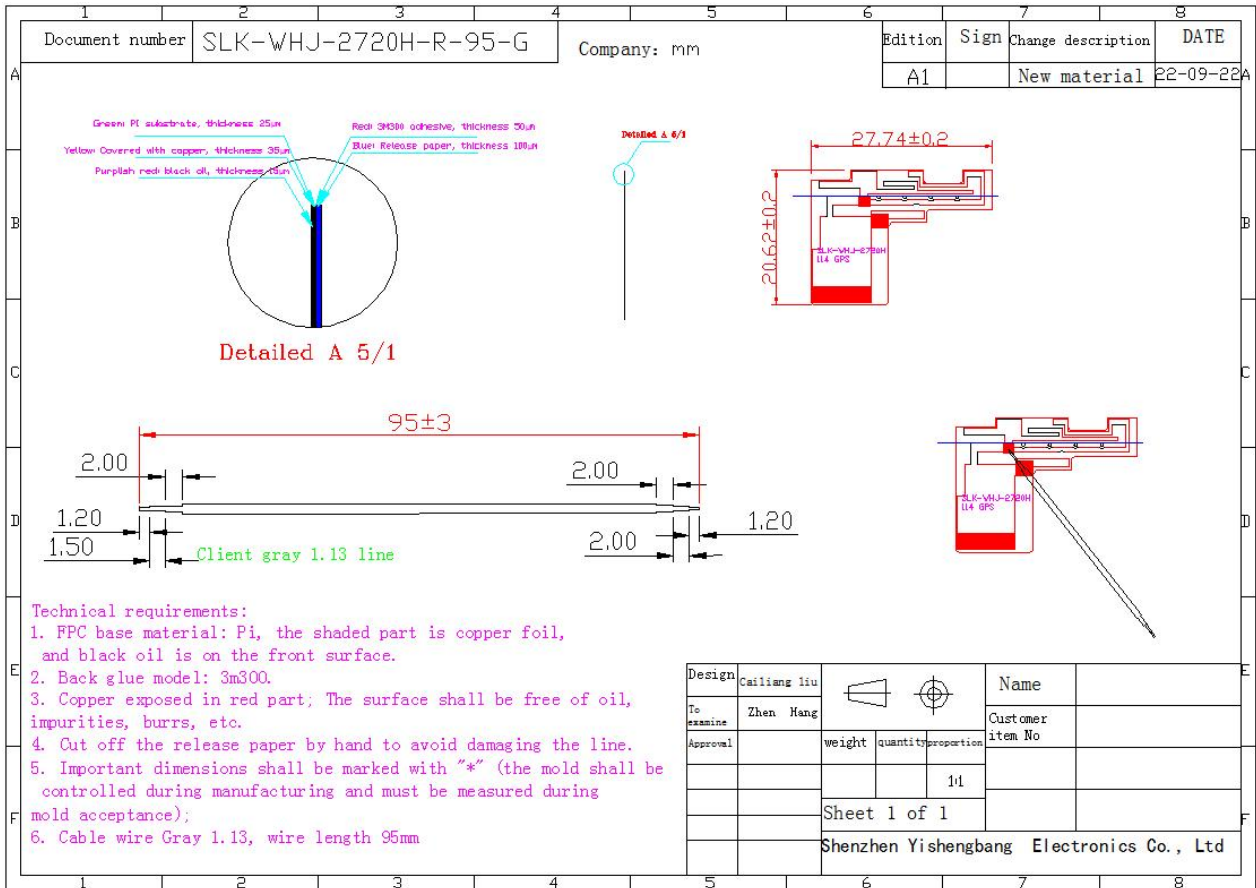 1 2 3 4 5 6 7 8
Document number SLK-WHJ-2720H-R-95-G
Company: mm
Edition Sign Change description DATE
A1 New material 22-09-22
A A
Green: PI substrate, thickness 25μm
Yellow: Covered with copper, thickness 35μm
Purplish red: black oil, thickness 15μm
Red: 3M300 adhesive, thickness 50μm
Blue: Release paper, thickness 100μm
Detailed A 5/1
Detailed A 6/1
27.74±0.2
20.62±0.2
SLK-WHJ-2720H
114 GPS
B B
C C
95±3
2.00
2.00
1.20
1.50
2.00
1.20
Client gray 1.13 line
SLK-WHJ-2720H
114 GPS
D D
Technical requirements:
1. FPC base material: Pi, the shaded part is copper foil,
and black oil is on the front surface.
2. Back glue model: 3m300.
3. Copper exposed in red part; The surface shall be free of oil,
impurities, burrs, etc.
4. Cut off the release paper by hand to avoid damaging the line.
5. Important dimensions shall be marked with "*" (the mold shall be
controlled during manufacturing and must be measured during
mold acceptance);
6. Cable wire Gray 1.13, wire length 95mm
E E
F F
Design Cailiang liu
To examine Zhen Hang
Approval
weight quantity proportion
1:1
Sheet 1 of 1
Name
Customer item No
Shenzhen Yishengbang Electronics Co., Ltd
1 2 3 4 5 6 7 8